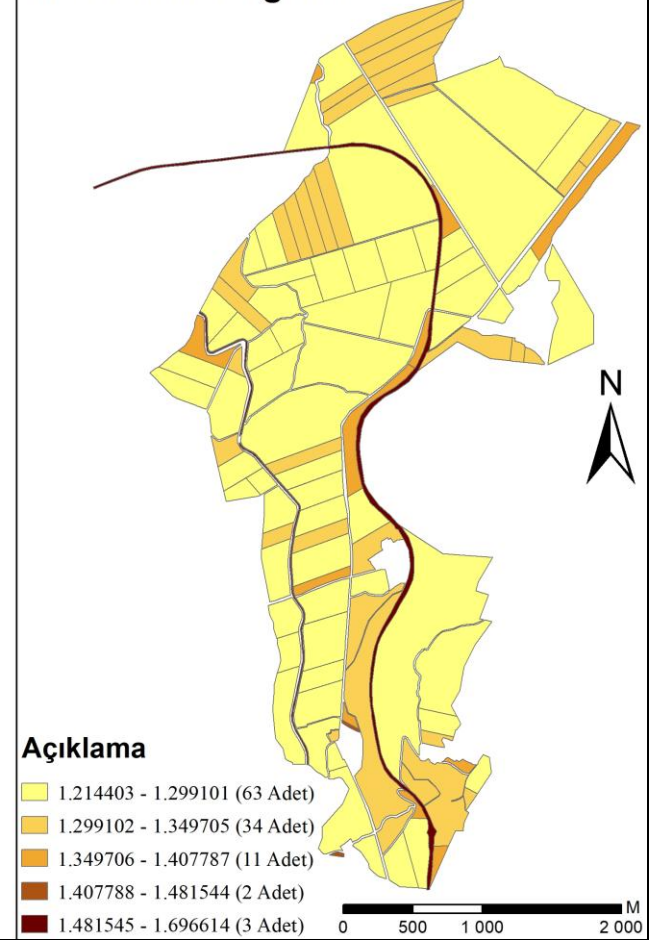 N
Açıklama
1.214403 - 1.299101 (63 Adet)
1.299102 - 1.349705 (34 Adet)
1.349706 - 1.407787 (11 Adet)
1.407788 - 1.481544 (2 Adet)
1.481545 - 1.696614 (3 Adet)
M
0 500 1 000 2 000